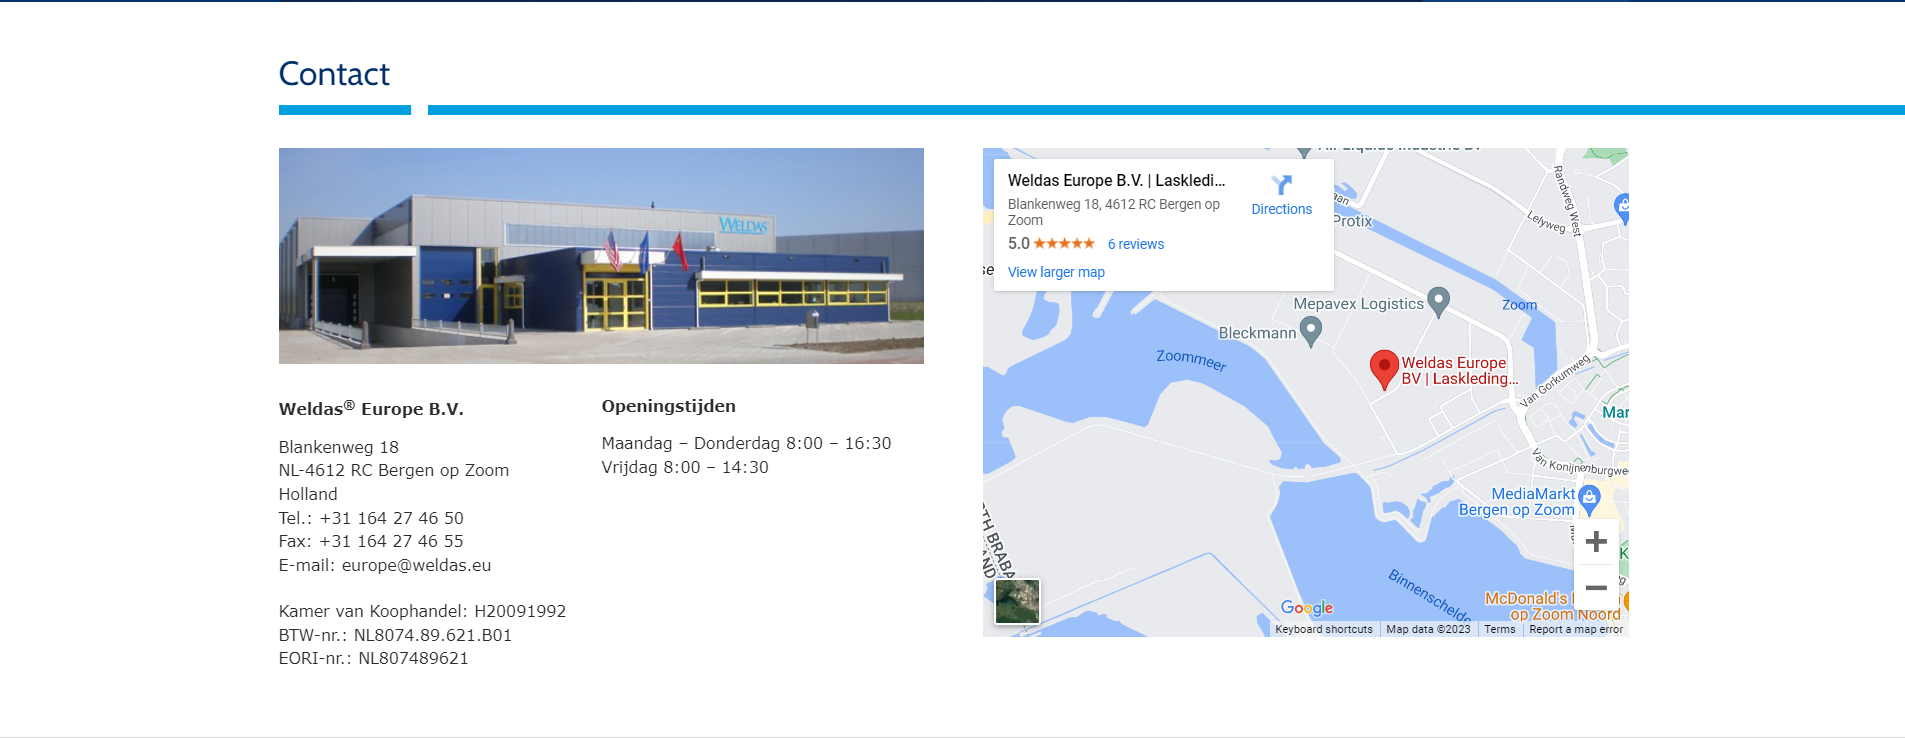 Contact
WELDAS
Weldas® Europe B.V.
Blankenweg 18
NL-4612 RC Bergen op Zoom
Holland
Tel.: +31 164 27 46 50
Fax: +31 164 27 46 55
E-mail: europe@weldas.eu
Kamer van Koophandel: H20091992
BTW-nr.: NL8074.89.621.B01
EORI-nr.: NL807489621
Openingstijden
Maandag – Donderdag 8:00 – 16:30
Vrijdag 8:00 – 14:30
Weldas Europe B.V. | Laskledi...
Blankenweg 18, 4612 RC Bergen op
Zoom
Directions
5.0 ★★★★★ 6 reviews
View larger map
Protix
Lelyweg
Randweg West
Mepavex Logistics
Zoom
Bleckmann
Zoommeer
Weldas Europe
BV | Laskleding...
Van Gorkumweg
Mar
Van Konijnenburgwe
MediaMarkt
Bergen op Zoom
Binnenschelde
McDonald's
op Zoom Noord
Google
Keyboard shortcuts
Map data ©2023
Terms
Report a map error